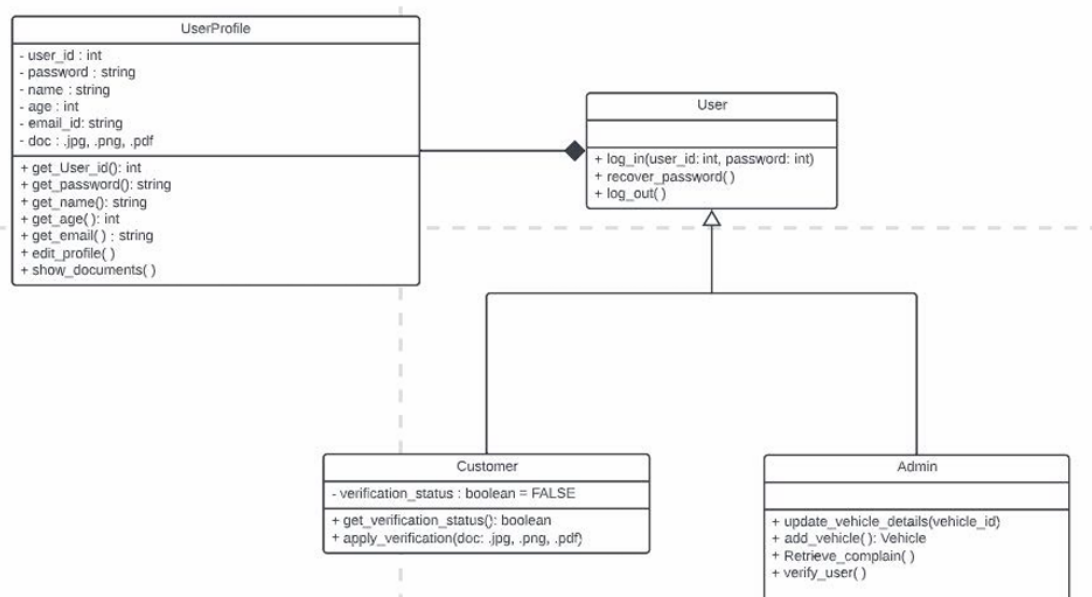 UserProfile
- user_id : int
- password : string
- name : string
- age : int
- email_id: string
- doc : .jpg, .png, .pdf
+ get_User_id(): int
+ get_password(): string
+ get_name(): string
+ get_age( ): int
+ get_email( ) : string
+ edit_profile( )
+ show_documents( )
User
+ log_in(user_id: int, password: int)
+ recover_password( )
+ log_out( )
Customer
- verification_status : boolean = FALSE
+ get_verification_status(): boolean
+ apply_verification(doc: .jpg, .png, .pdf)
Admin
+ update_vehicle_details(vehicle_id)
+ add_vehicle( ): Vehicle
+ Retrieve_complain( )
+ verify_user( )